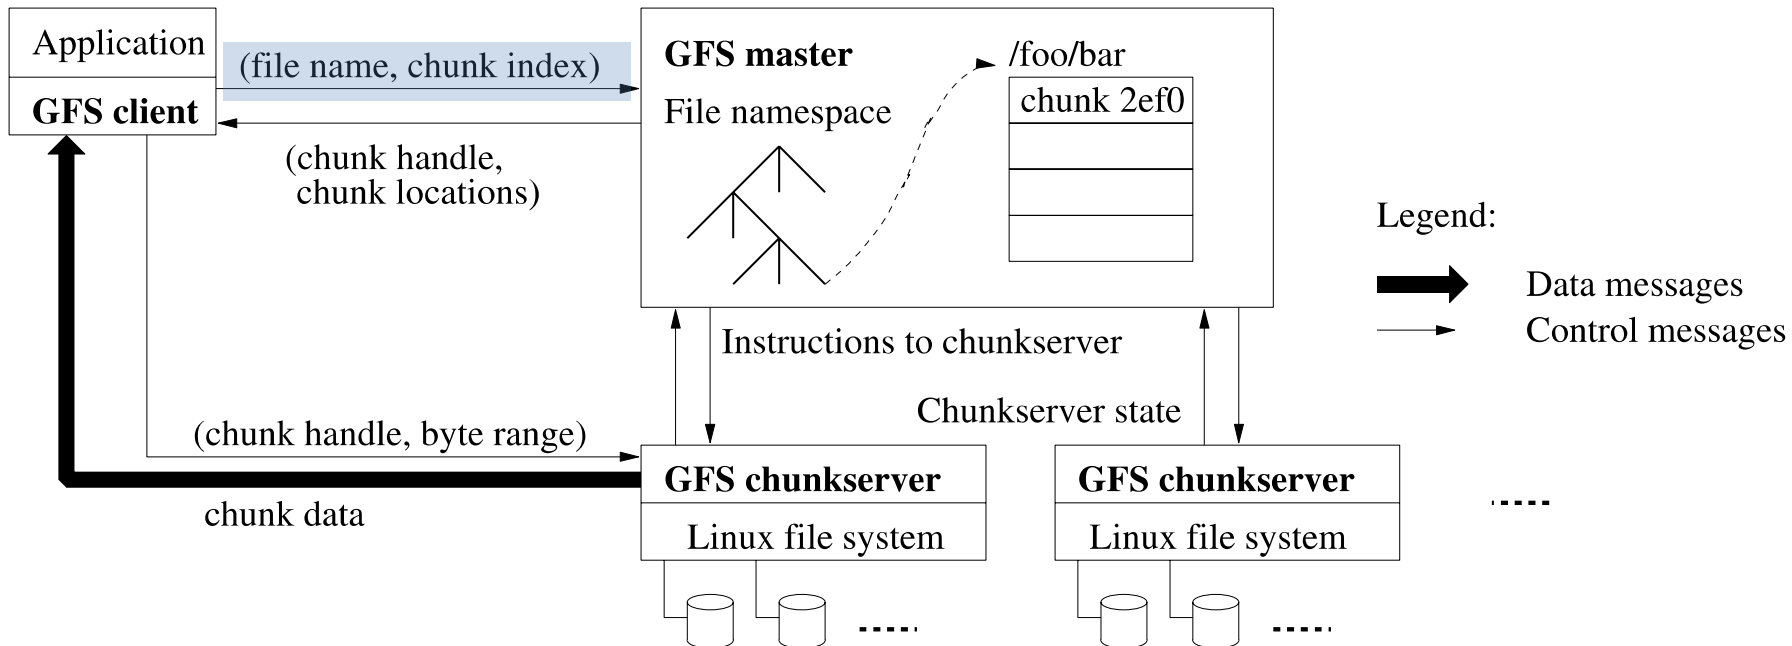 Application
GFS client
(file name, chunk index)
(chunk handle,
chunk locations)
GFS master
File namespace
/foo/bar
chunk 2ef0
Legend:
Data messages
Control messages
Instructions to chunkserver
Chunkserver state
(chunk handle, byte range)
chunk data
GFS chunkserver
Linux file system
GFS chunkserver
Linux file system